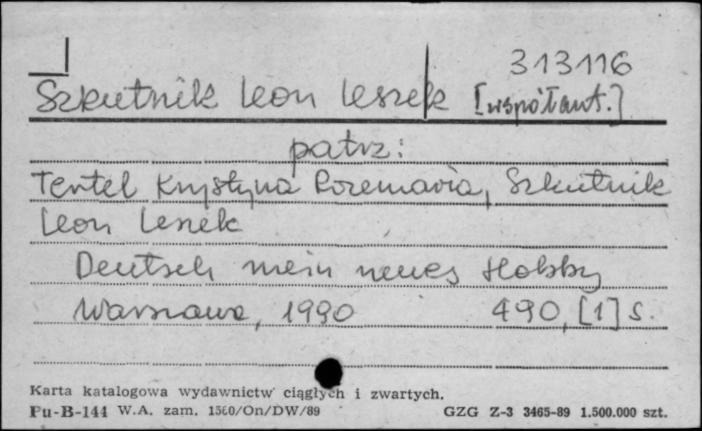 313116
Szkutnik Leon Leszek [współaut.]
patrz:
Tertel Krystyna Rozemaria, Szkutnik
Leon Leszek
Deutsch mein neues Hobby
Warszawa, 1990 490, [1] s.
Karta katalogowa wydawnictw ciągłych i zwartych.
Pu-B-144 W.A. zam. 1560/On/DW/89 GZG Z-3 3465-89 1.500.000 szt.